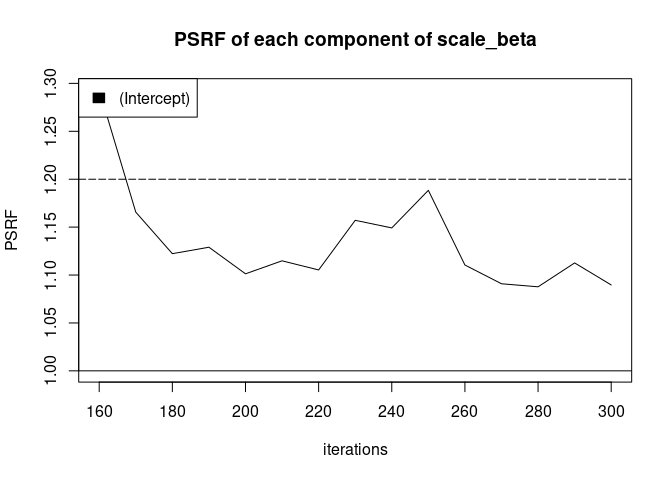 PSRF of each component of scale_beta
(Intercept)
PSRF
1.30
1.25
1.20
1.15
1.10
1.05
1.00
160 180 200 220 240 260 280 300
iterations